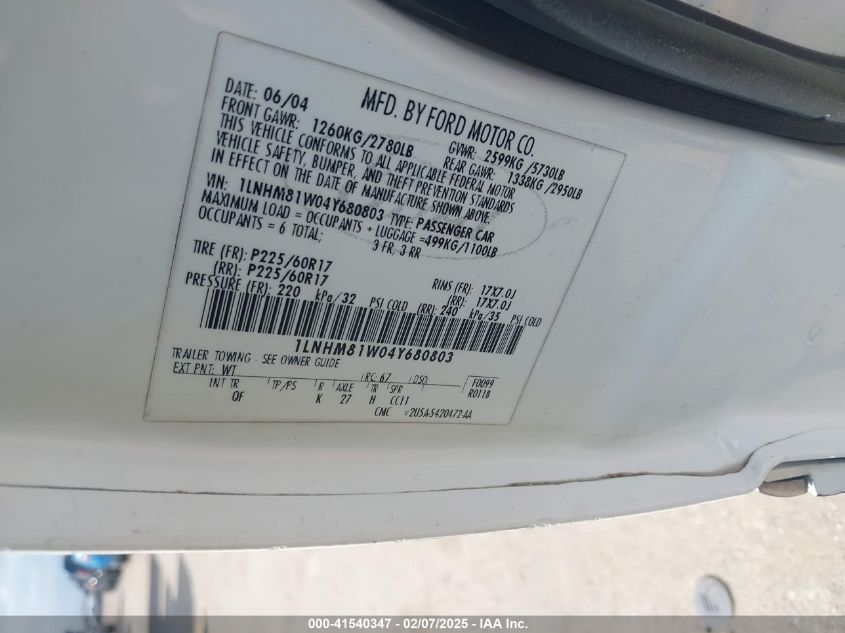 DATE: 06/04 MFD. BY FORD MOTOR CO.
FRONT GAWR: 1260KG/2780LB GVWR: 2599KG/5730LB
REAR GAWR: 1338KG/2950LB
THIS VEHICLE CONFORMS TO ALL APPLICABLE FEDERAL MOTOR
VEHICLE SAFETY, BUMPER, AND THEFT PREVENTION STANDARDS
IN EFFECT ON THE DATE OF MANUFACTURE SHOWN ABOVE.
VIN: 1LNHM81W04Y680803 TYPE: PASSENGER CAR
MAXIMUM LOAD = OCCUPANTS + LUGGAGE =499KG/1100LB
OCCUPANTS = 6 TOTAL; 3 FR, 3 RR
TIRE (FR): P225/60R17 RIMS (FR): 17X7.0J
(RR): P225/60R17 (RR): 17X7.0J
PRESSURE (FR): 220 kPa/32 PSI COLD (RR): 240 kPa/35 PSI COLD
1LNHM81W04Y680803
TRAILER TOWING - SEE OWNER GUIDE
EXT PNT: WT RC: 67 DSO: F0099
INT TR TP/PS R AXLE TR SPR R0118
QF K 27 H CC11
CMC 2U5A-5420472-AA
000-41540347 - 02/07/2025 - IAA Inc.